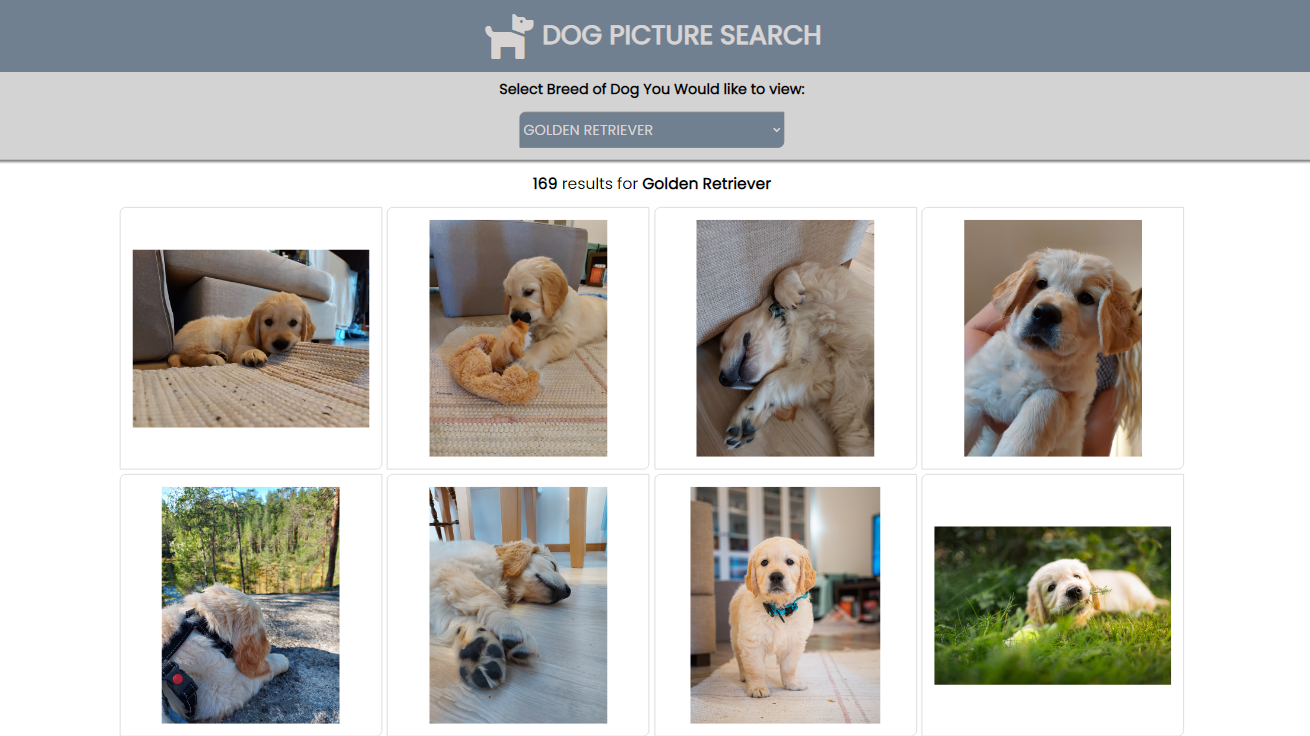 DOG PICTURE SEARCH
Select Breed of Dog You Would like to view:
GOLDEN RETRIEVER
169 results for Golden Retriever